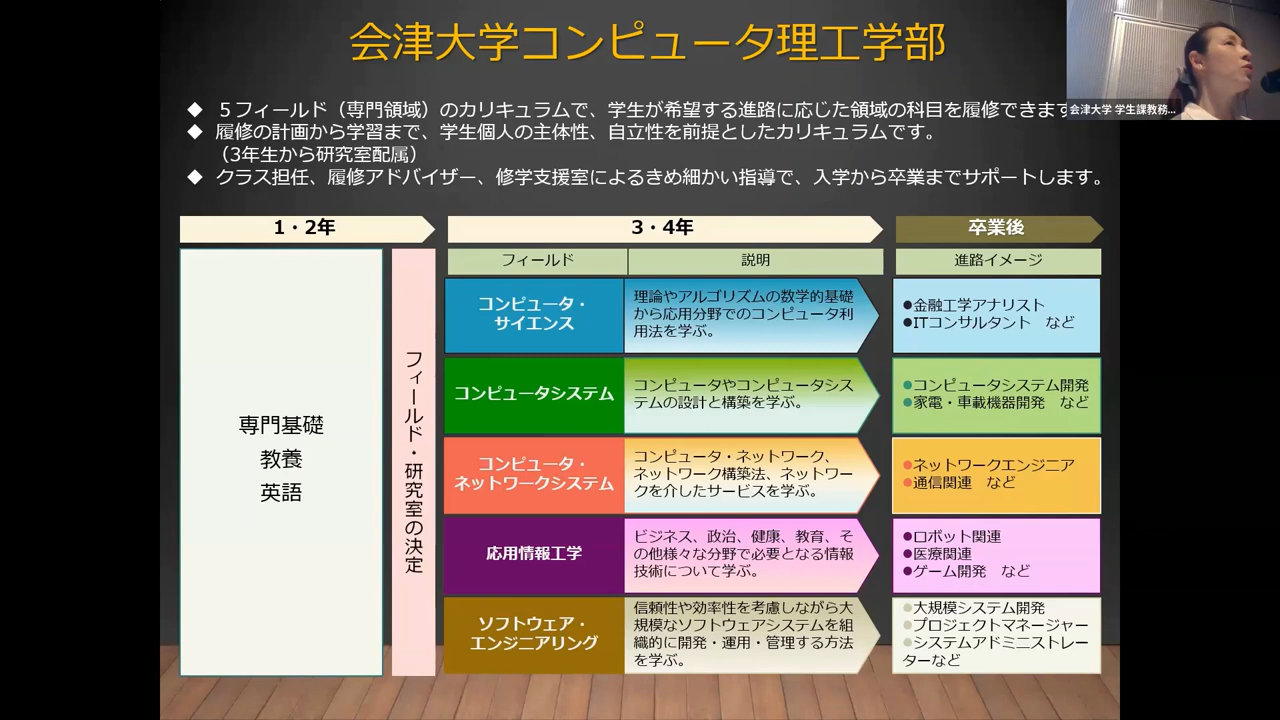 会津大学コンピュータ理工学部
会津大学 学生課教務...
◆ ５フィールド（専門領域）のカリキュラムで、学生が希望する進路に応じた領域の科目を履修できます
◆ 履修の計画から学習まで、学生個人の主体性、自立性を前提としたカリキュラムです。
（3年生から研究室配属）
◆ クラス担任、履修アドバイザー、修学支援室によるきめ細かい指導で、入学から卒業までサポートします。
1・2年
3・4年
卒業後
フィールド
説明
進路イメージ
専門基礎
教養
英語
フィールド・研究室の決定
コンピュータ・
サイエンス
理論やアルゴリズムの数学的基礎
から応用分野でのコンピュータ利
用法を学ぶ。
●金融工学アナリスト
●ITコンサルタント　など
コンピュータシステム
コンピュータやコンピュータシス
テムの設計と構築を学ぶ。
●コンピュータシステム開発
●家電・車載機器開発　など
コンピュータ・
ネットワークシステム
コンピュータ・ネットワーク、
ネットワーク構築法、ネットワー
クを介したサービスを学ぶ。
●ネットワークエンジニア
●通信関連　など
応用情報工学
ビジネス、政治、健康、教育、そ
の他様々な分野で必要となる情報
技術について学ぶ。
●ロボット関連
●医療関連
●ゲーム開発　など
ソフトウェア・
エンジニアリング
信頼性や効率性を考慮しながら大
規模なソフトウェアシステムを組
織的に開発・運用・管理する方法
を学ぶ。
●大規模システム開発
●プロジェクトマネージャー
●システムアドミニストレー
ターなど